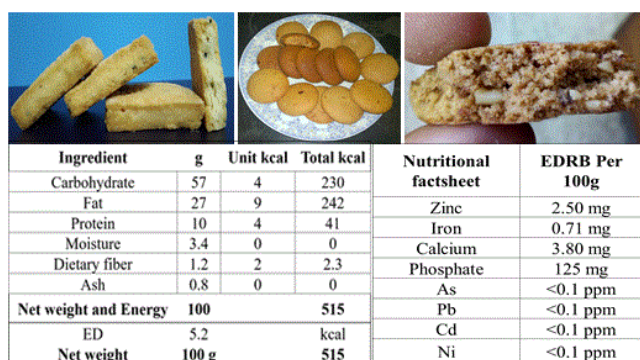 Ingredient g Unit kcal Total kcal
Carbohydrate 57 4 230
Fat 27 9 242
Protein 10 4 41
Moisture 3.4 0 0
Dietary fiber 1.2 2 2.3
Ash 0.8 0 0
Net weight and Energy 100 515
ED 5.2 kcal
Net weight 100 g 515
Nutritional factsheet EDRB Per 100g
Zinc 2.50 mg
Iron 0.71 mg
Calcium 3.80 mg
Phosphate 125 mg
As <0.1 ppm
Pb <0.1 ppm
Cd <0.1 ppm
Ni <0.1 ppm